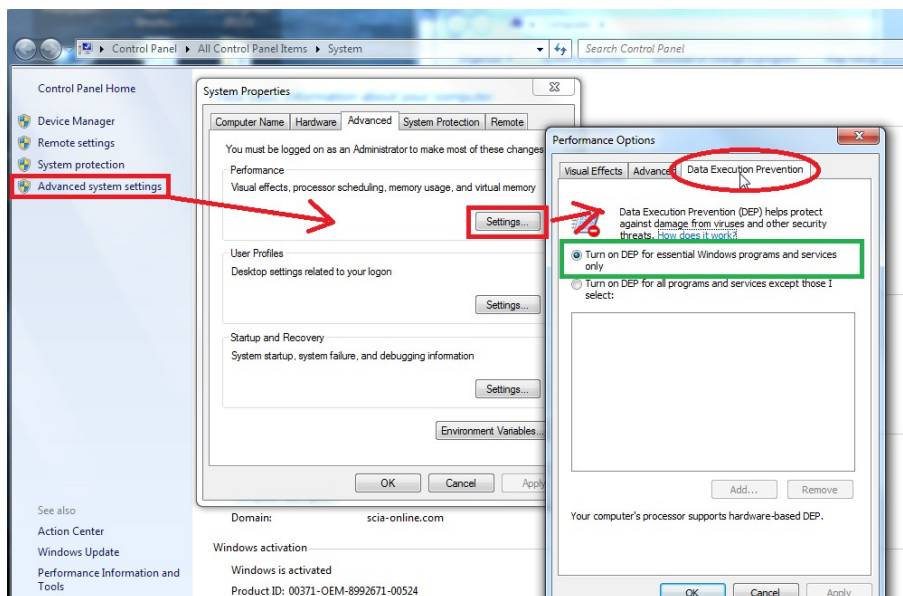 Control Panel ▸ All Control Panel Items ▸ System
Search Control Panel
Control Panel Home
Device Manager
Remote settings
System protection
Advanced system settings
See also
Action Center
Windows Update
Performance Information and
Tools
System Properties
Computer Name Hardware Advanced System Protection Remote
You must be logged on as an Administrator to make most of these changes
Performance
Visual effects, processor scheduling, memory usage, and virtual memory
Settings...
User Profiles
Desktop settings related to your logon
Settings...
Startup and Recovery
System startup, system failure, and debugging information
Settings...
Environment Variables...
OK Cancel Apply
Domain: scia-online.com
Windows activation
Windows is activated
Product ID: 00371-OEM-8992671-00524
Performance Options
Visual Effects Advanced Data Execution Prevention
Data Execution Prevention (DEP) helps protect
against damage from viruses and other security
threats. How does it work?
Turn on DEP for essential Windows programs and services
only
Turn on DEP for all programs and services except those I
select:
Add... Remove
Your computer's processor supports hardware-based DEP.
OK Cancel Apply